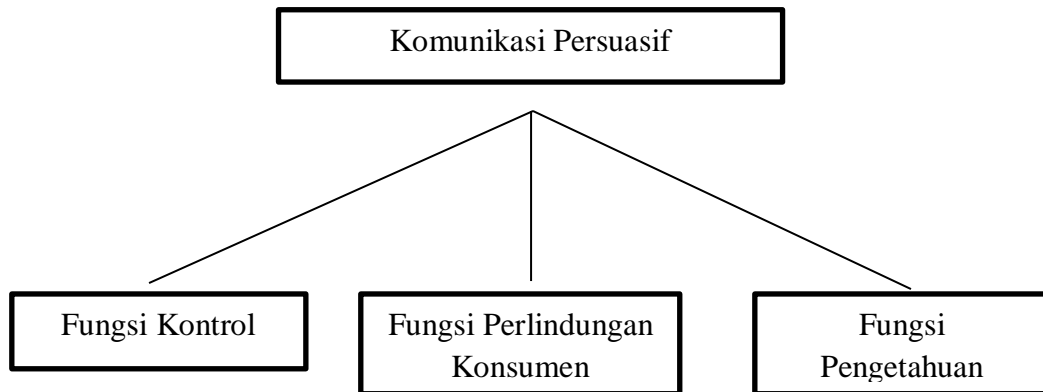 Komunikasi Persuasif
Fungsi Kontrol
Fungsi Perlindungan
Konsumen
Fungsi
Pengetahuan